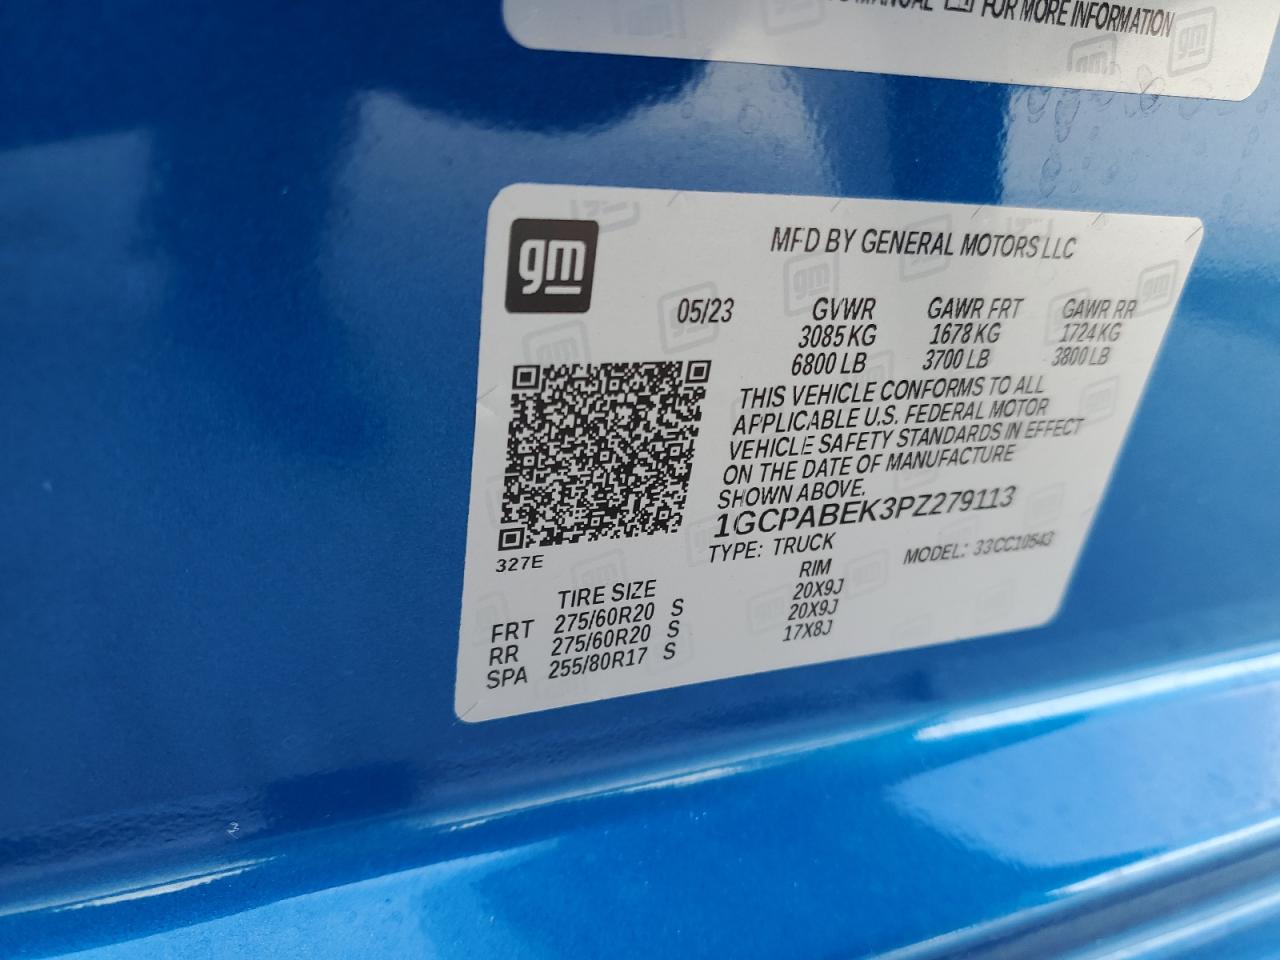 MANUAL FOR MORE INFORMATION
gm
MFD BY GENERAL MOTORS LLC
05/23 GVWR GAWR FRT GAWR RR
3085 KG 1678 KG 1724 KG
6800 LB 3700 LB 3800 LB
THIS VEHICLE CONFORMS TO ALL
APPLICABLE U.S. FEDERAL MOTOR
VEHICLE SAFETY STANDARDS IN EFFECT
ON THE DATE OF MANUFACTURE
SHOWN ABOVE.
1GCPABEK3PZ279113
327E TYPE: TRUCK MODEL: 33CC10543
TIRE SIZE RIM
FRT 275/60R20 S 20X9J
RR 275/60R20 S 20X9J
SPA 255/80R17 S 17X8J